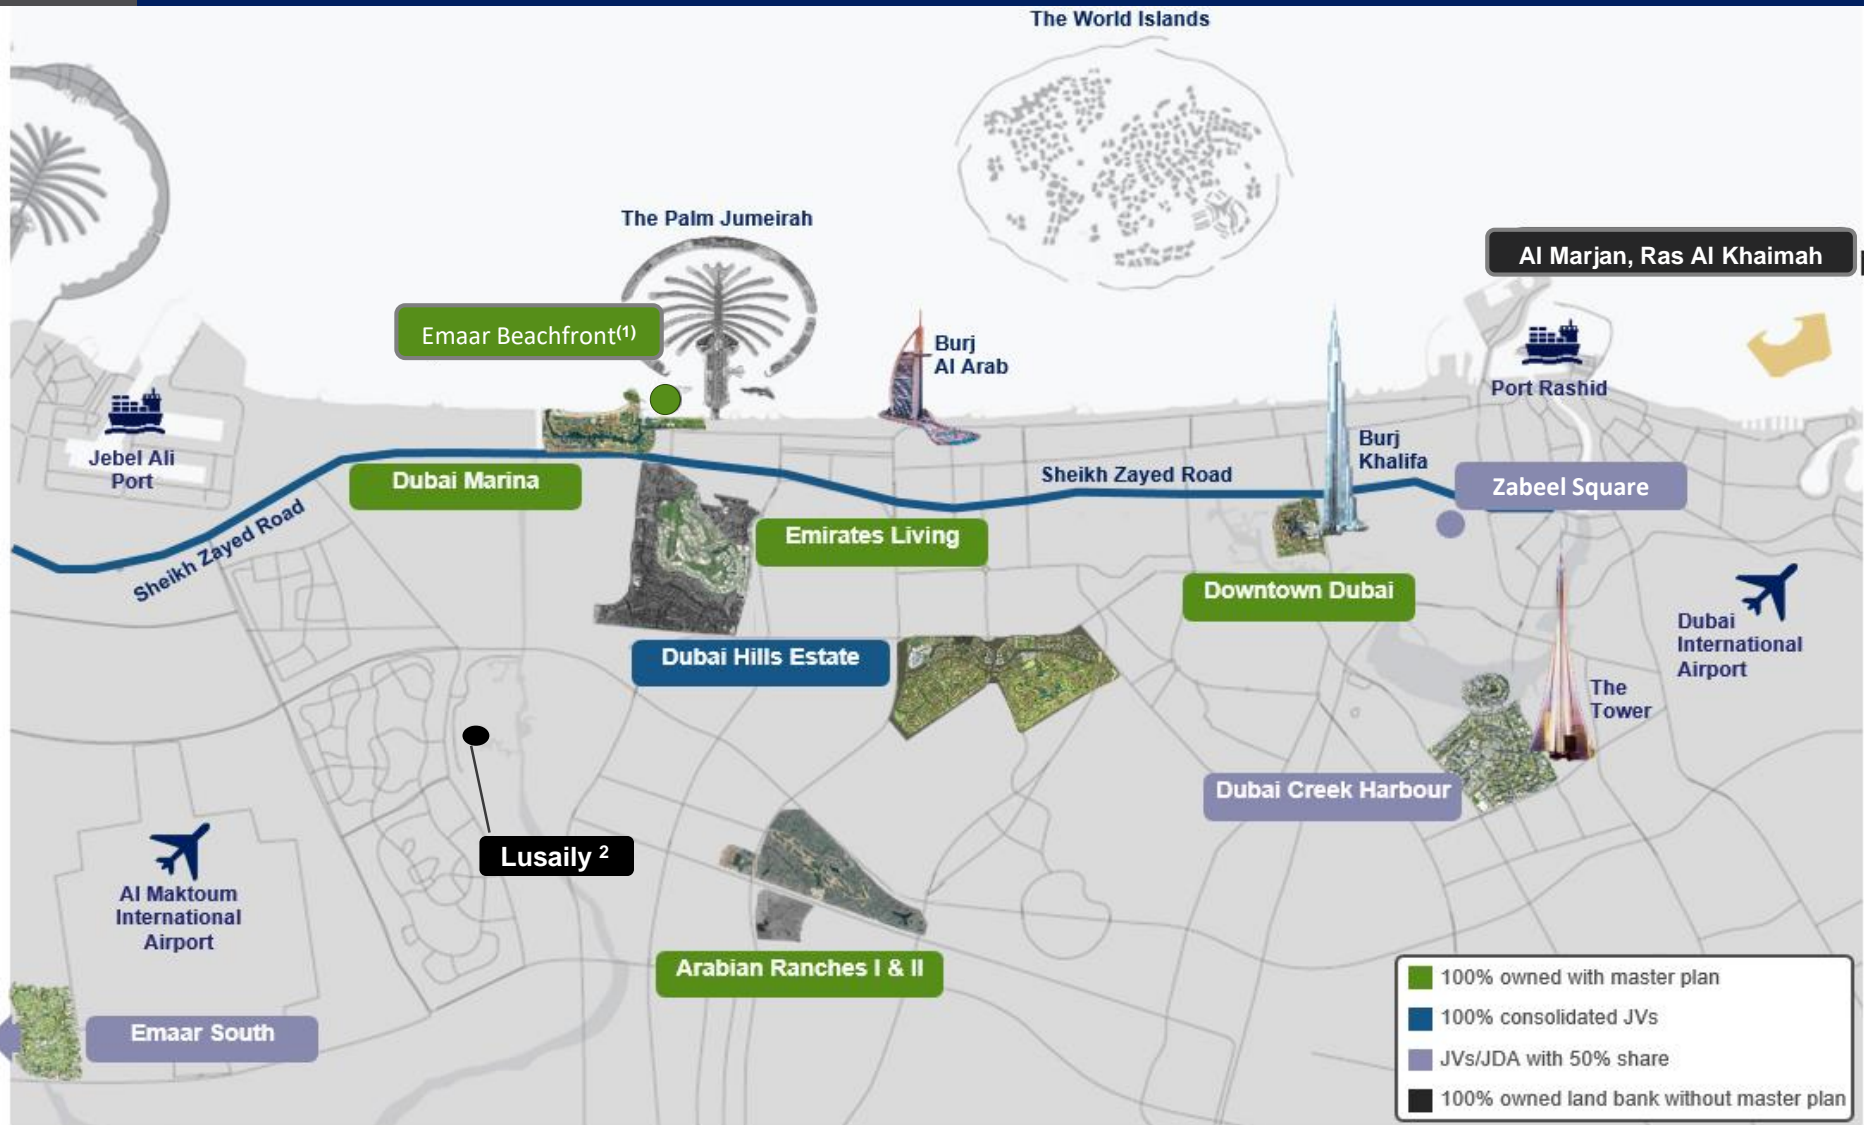 The World Islands
The Palm Jumeirah
Al Marjan, Ras Al Khaimah
Emaar Beachfront(1)
Burj
Al Arab
Port Rashid
Jebel Ali
Port
Burj
Khalifa
Dubai Marina
Sheikh Zayed Road
Zabeel Square
Sheikh Zayed Road
Emirates Living
Downtown Dubai
Dubai
International
Airport
Dubai Hills Estate
The
Tower
Dubai Creek Harbour
Lusaily 2
Al Maktoum
International
Airport
Arabian Ranches I & II
Emaar South
100% owned with master plan
100% consolidated JVs
JVs/JDA with 50% share
100% owned land bank without master plan